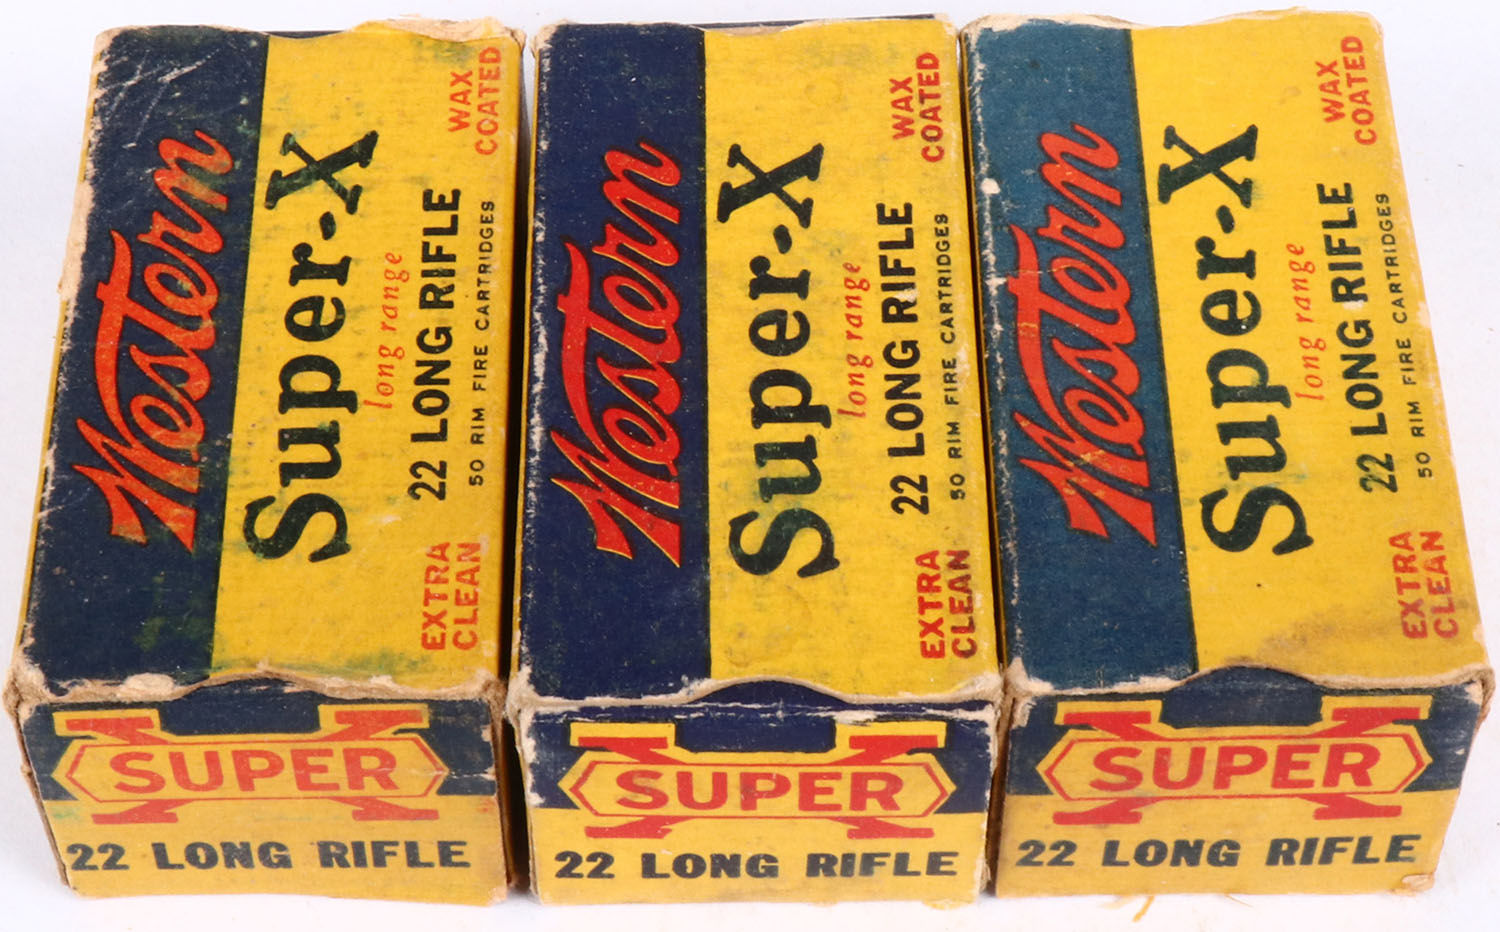 Western
Super-X
long range
22 LONG RIFLE
50 RIM FIRE CARTRIDGES
WAX
COATED
EXTRA
CLEAN
SUPER
22 LONG RIFLE
Western
Super-X
long range
22 LONG RIFLE
50 RIM FIRE CARTRIDGES
WAX
COATED
EXTRA
CLEAN
SUPER
22 LONG RIFLE
Western
Super-X
long range
22 LONG RIFLE
50 RIM FIRE CARTRIDGES
WAX
COATED
EXTRA
CLEAN
SUPER
22 LONG RIFLE